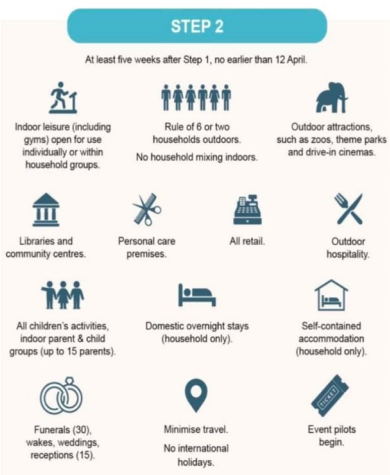 STEP 2
At least five weeks after Step 1, no earlier than 12 April.
Indoor leisure (including
gyms) open for use
individually or within
household groups.
Rule of 6 or two
households outdoors.
No household mixing indoors.
Outdoor attractions,
such as zoos, theme parks
and drive-in cinemas.
Libraries and
community centres.
Personal care
premises.
All retail.
Outdoor
hospitality.
All children's activities,
indoor parent & child
groups (up to 15 parents).
Domestic overnight stays
(household only).
Self-contained
accommodation
(household only).
Funerals (30),
wakes, weddings,
receptions (15).
Minimise travel.
No international
holidays.
TICKET
Event pilots
begin.